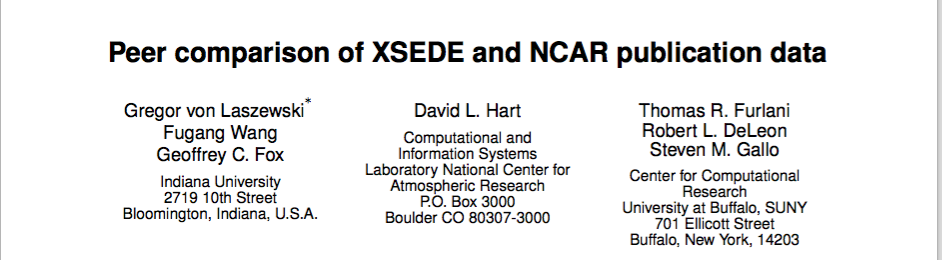 Peer comparison of XSEDE and NCAR publication data
Gregor von Laszewski*
Fugang Wang
Geoffrey C. Fox
Indiana University
2719 10th Street
Bloomington, Indiana, U.S.A.
David L. Hart
Computational and
Information Systems
Laboratory National Center for
Atmospheric Research
P.O. Box 3000
Boulder CO 80307-3000
Thomas R. Furlani
Robert L. DeLeon
Steven M. Gallo
Center for Computational
Research
University at Buffalo, SUNY
701 Ellicott Street
Buffalo, New York, 14203